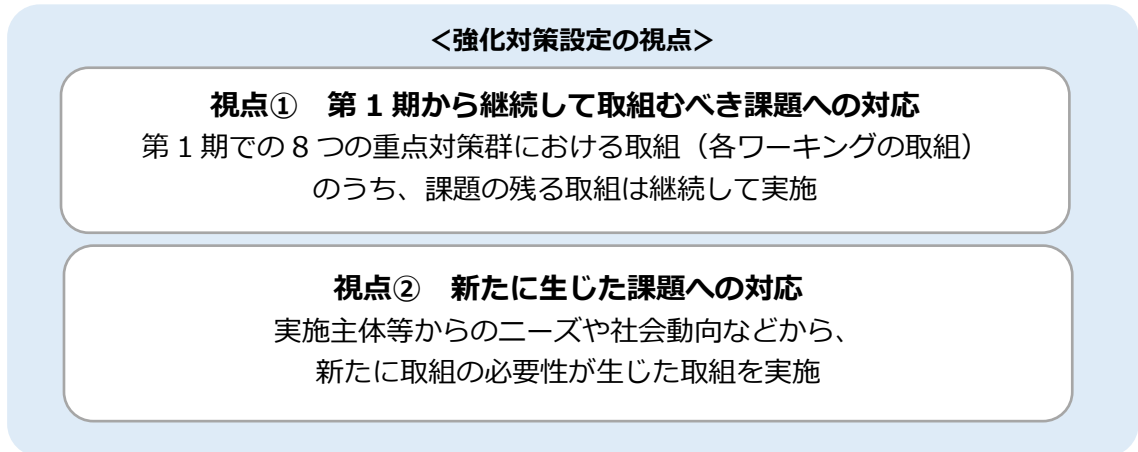 ＜強化対策設定の視点＞
視点①　第 1 期から継続して取組むべき課題への対応
第 1 期での 8 つの重点対策群における取組（各ワーキングの取組）
のうち、課題の残る取組は継続して実施
視点②　新たに生じた課題への対応
実施主体等からのニーズや社会動向などから、
新たに取組の必要性が生じた取組を実施